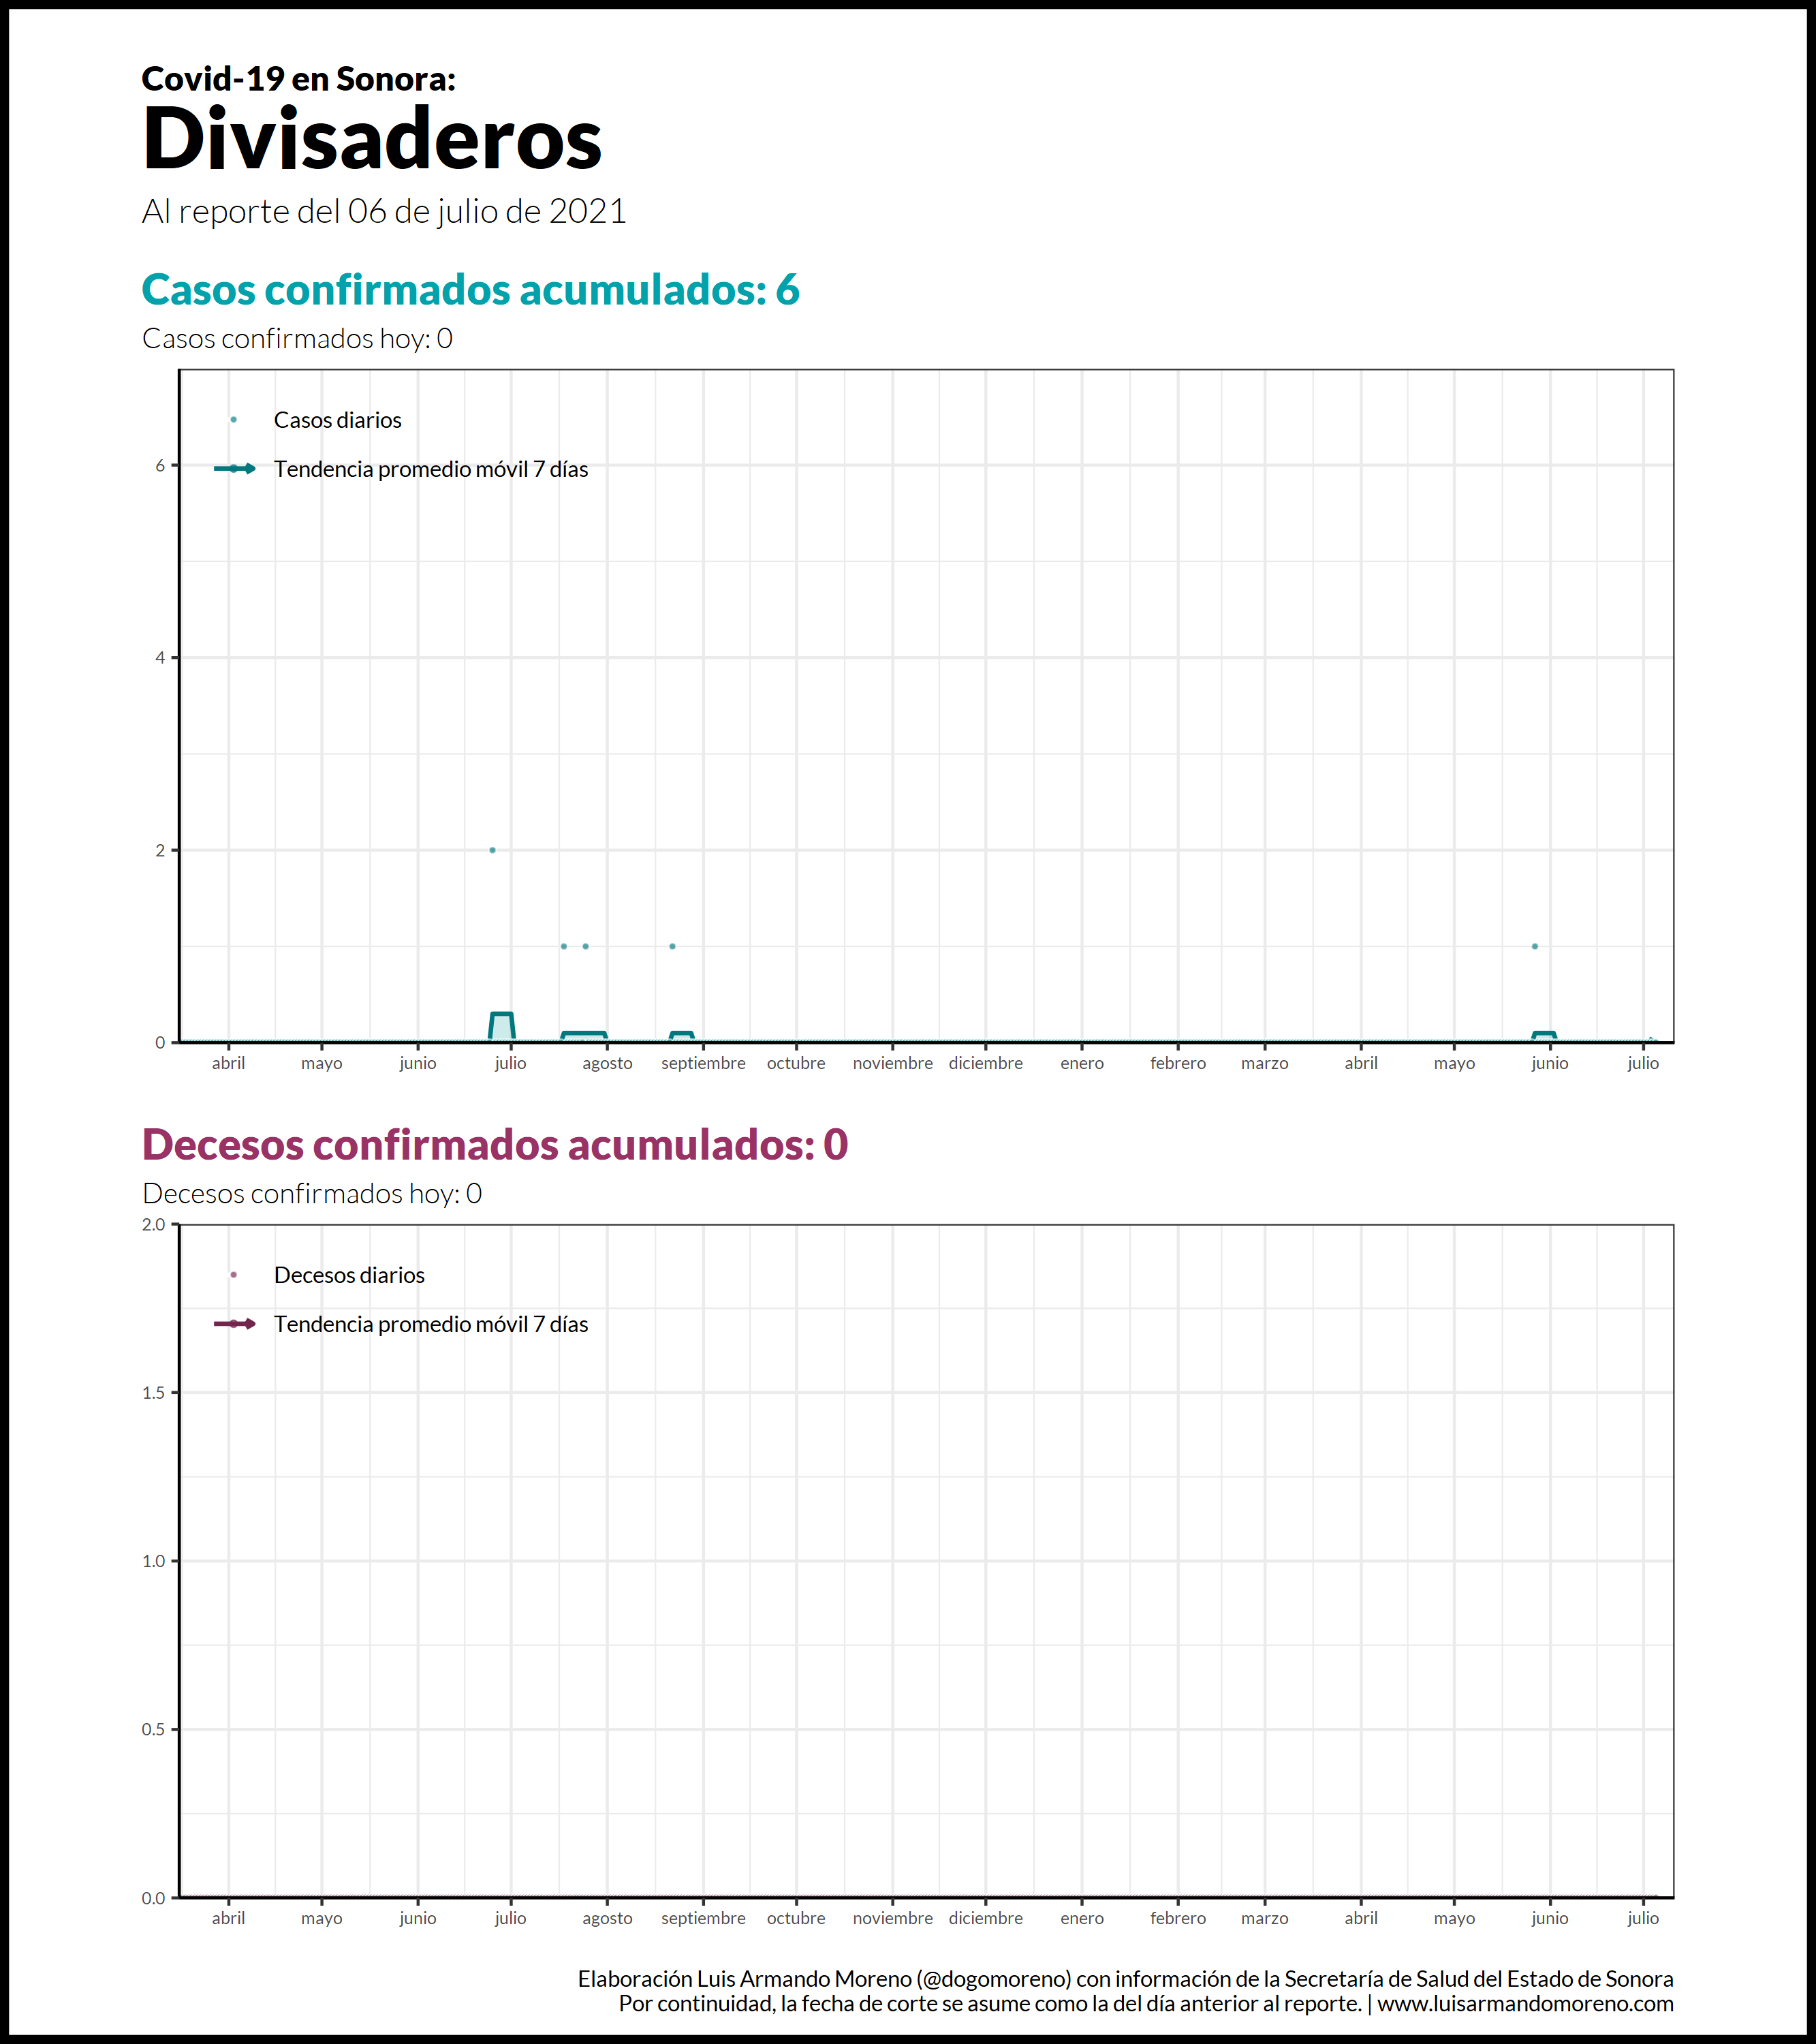 Covid-19 en Sonora:
Divisaderos
Al reporte del 06 de julio de 2021
Casos confirmados acumulados: 6
Casos confirmados hoy: 0
Casos diarios
Tendencia promedio móvil 7 días
6
4
2
0
abril mayo junio julio agosto septiembre octubre noviembre diciembre enero febrero marzo abril mayo junio julio
Decesos confirmados acumulados: 0
Decesos confirmados hoy: 0
2.0
Decesos diarios
Tendencia promedio móvil 7 días
1.5
1.0
0.5
0.0
abril mayo junio julio agosto septiembre octubre noviembre diciembre enero febrero marzo abril mayo junio julio
Elaboración Luis Armando Moreno (@dogomoreno) con información de la Secretaría de Salud del Estado de Sonora
Por continuidad, la fecha de corte se asume como la del día anterior al reporte. | www.luisarmandomoreno.com